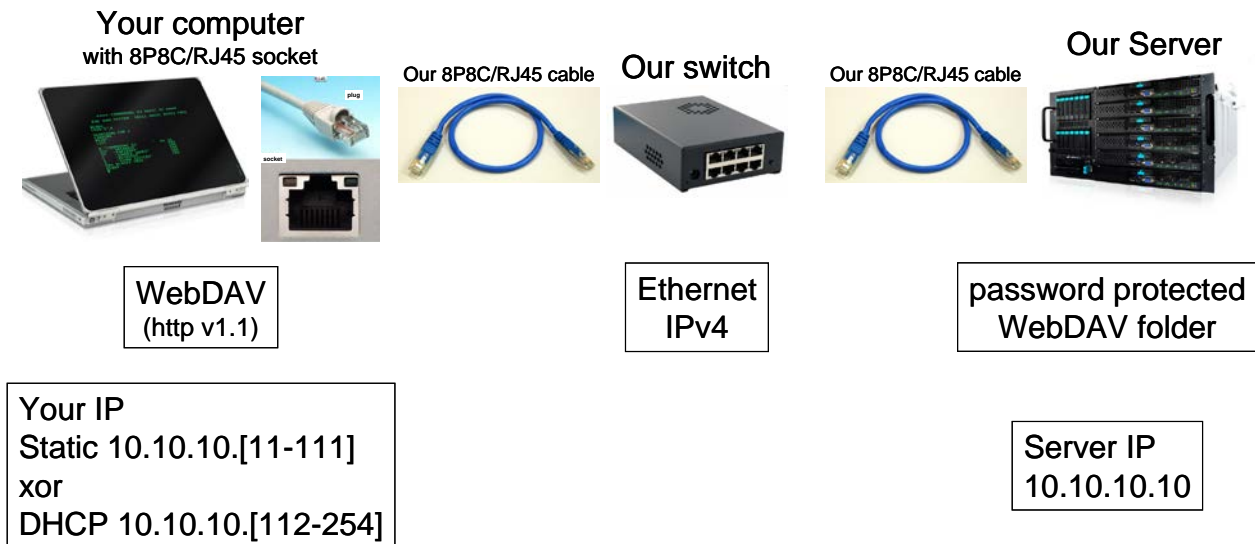 Your computer
with 8P8C/RJ45 socket
plug
socket
Our 8P8C/RJ45 cable
Our switch
Our 8P8C/RJ45 cable
Our Server
WebDAV
(http v1.1)
Ethernet
IPv4
password protected
WebDAV folder
Your IP
Static 10.10.10.[11-111]
xor
DHCP 10.10.10.[112-254]
Server IP
10.10.10.10